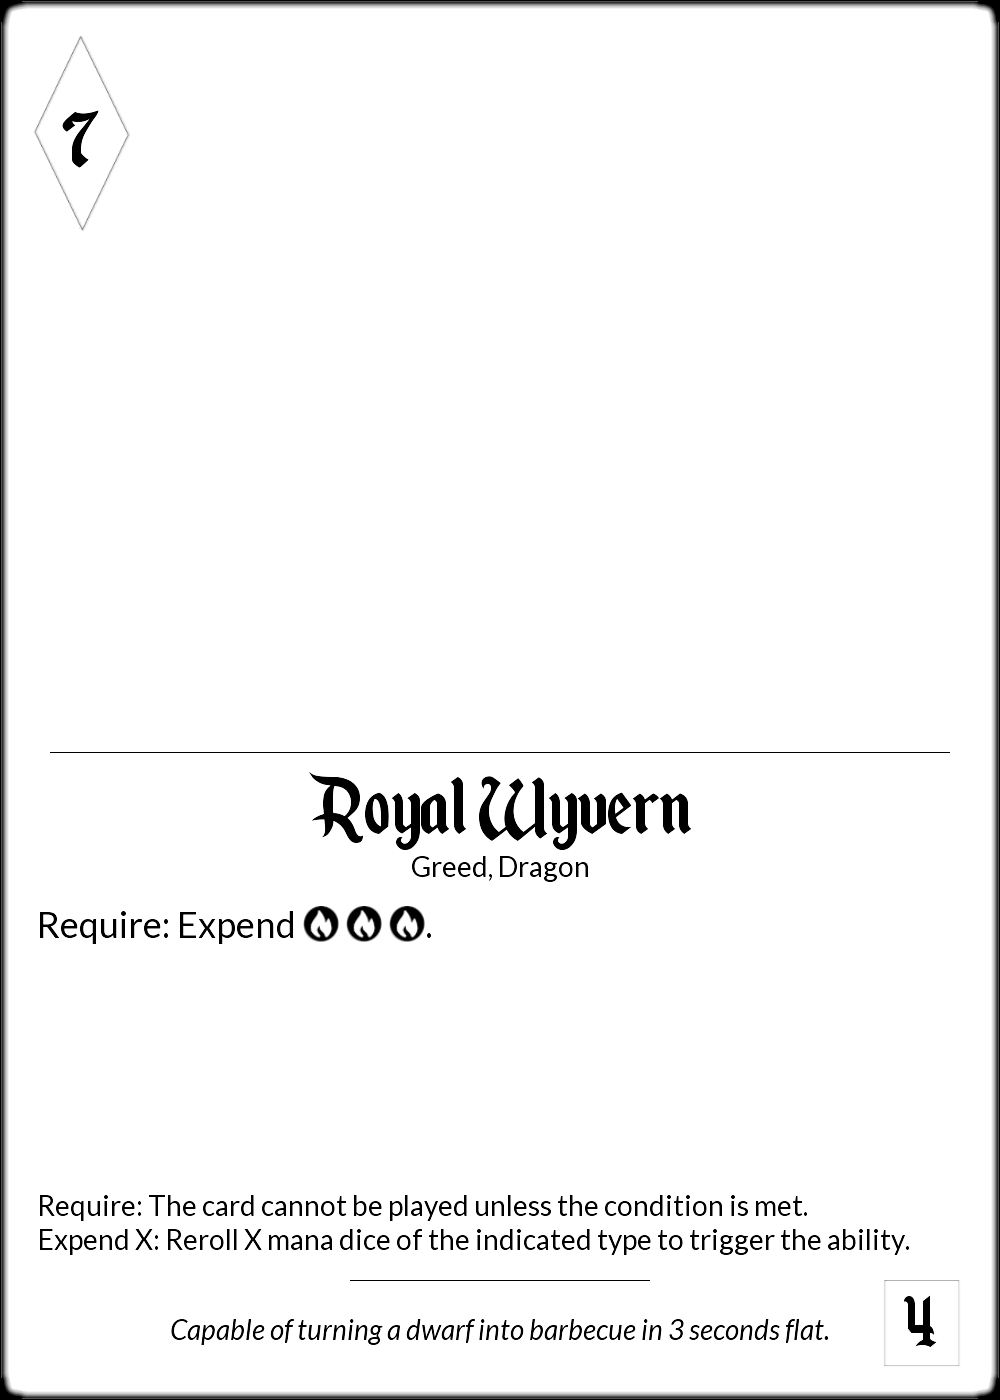 7
Royal Wyvern
Greed, Dragon
Require: Expend .
Require: The card cannot be played unless the condition is met.
Expend X: Reroll X mana dice of the indicated type to trigger the ability.
Capable of turning a dwarf into barbecue in 3 seconds flat.
4